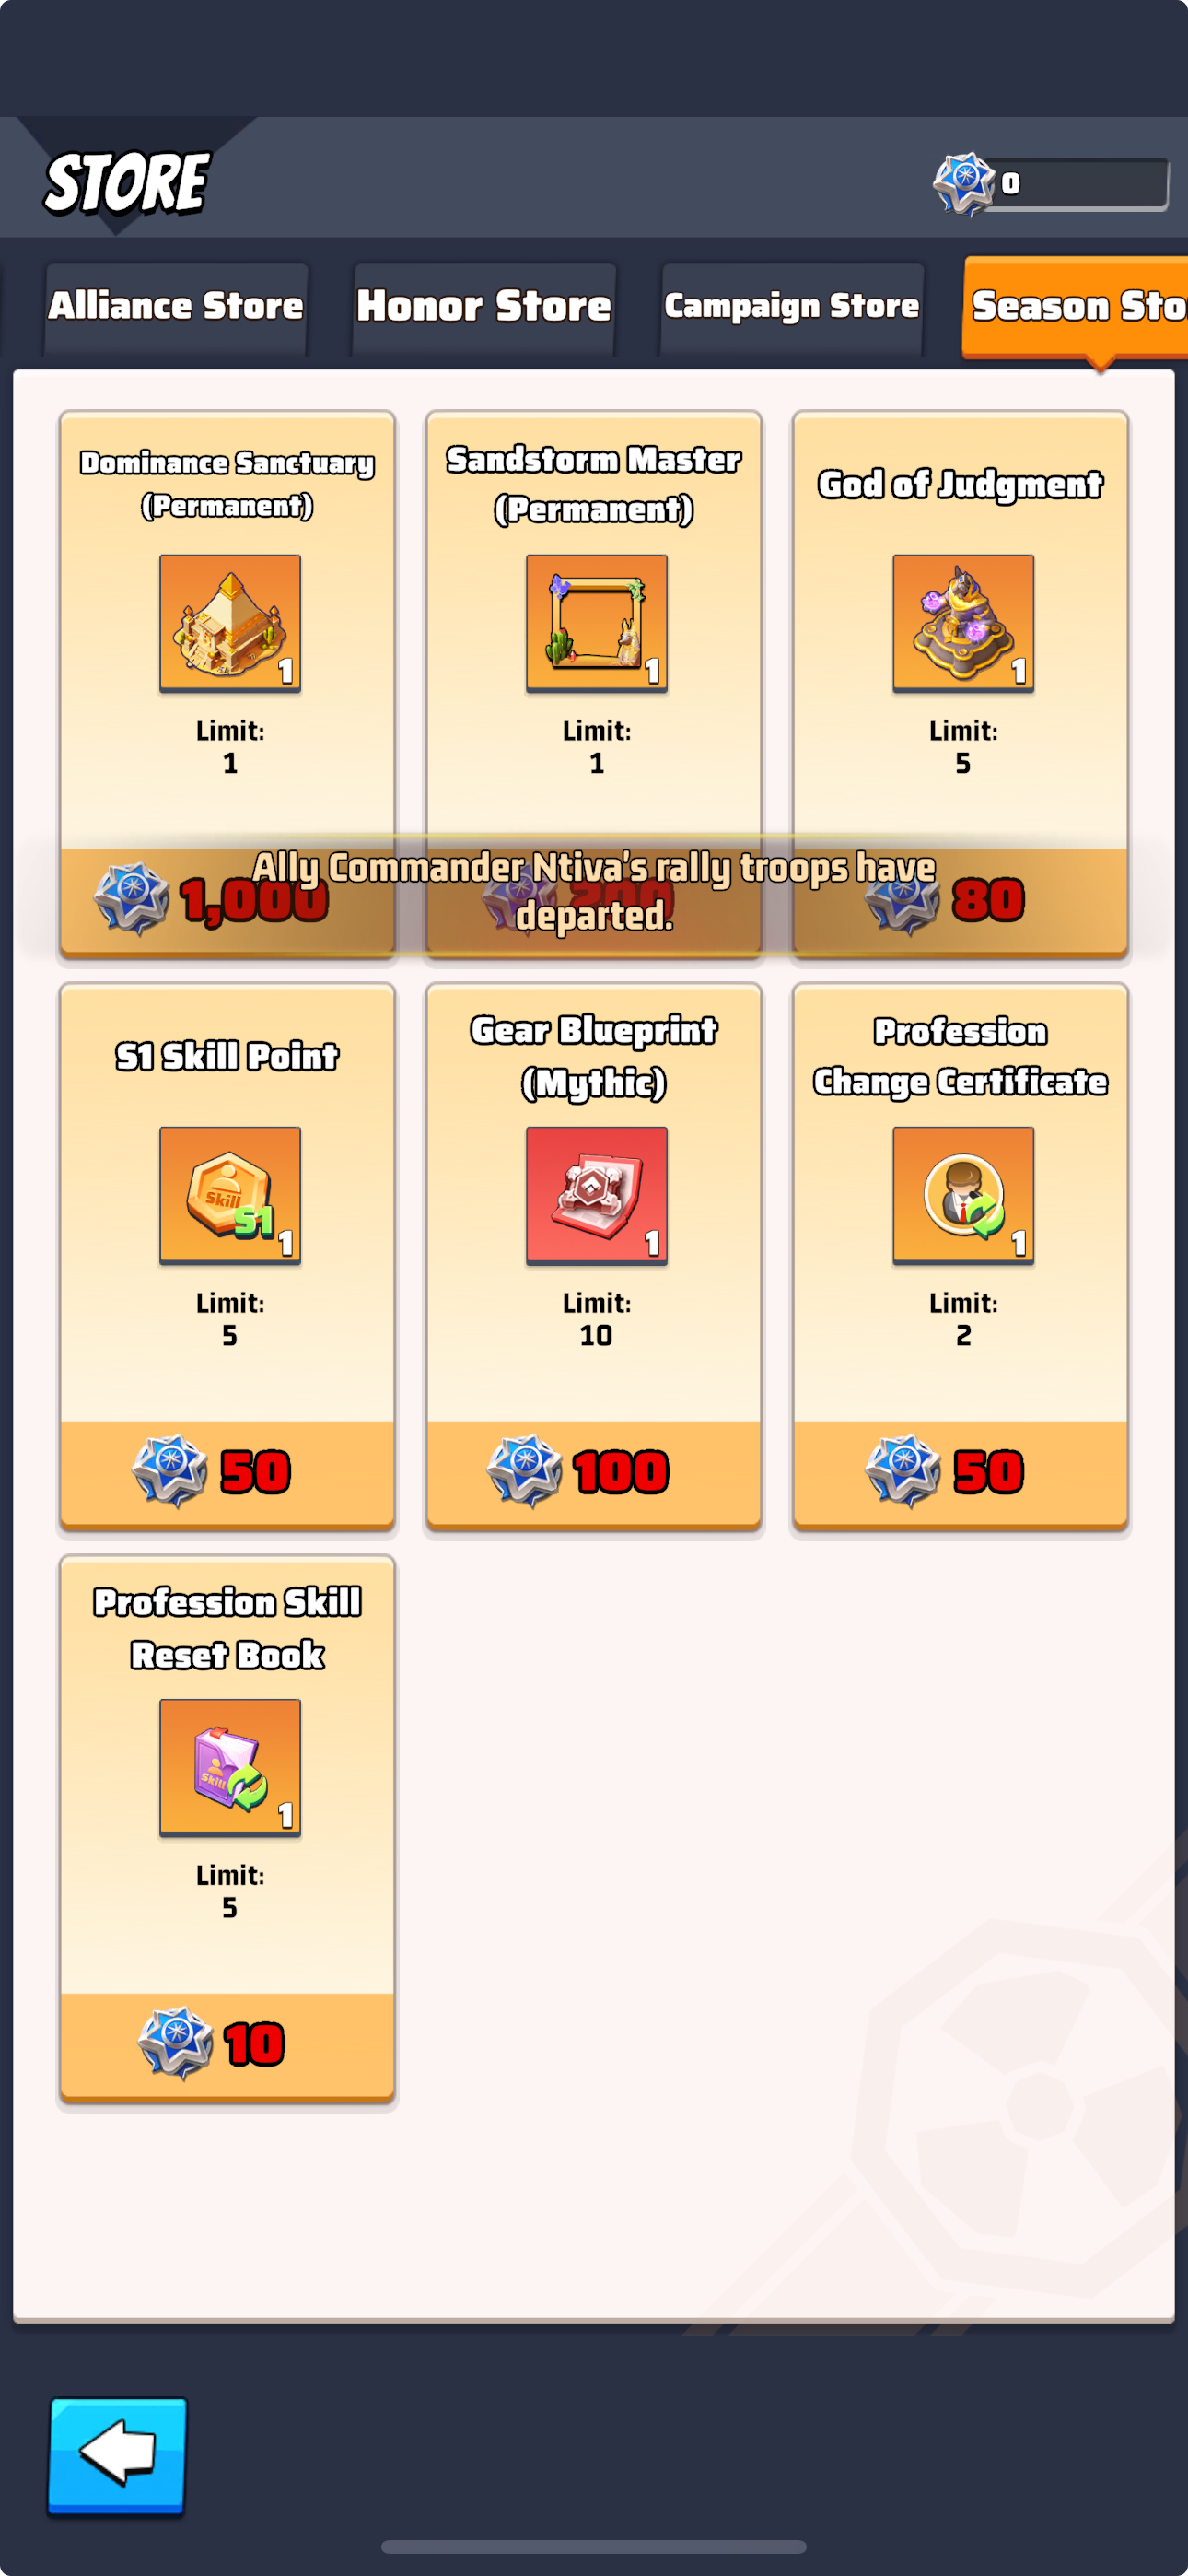 STORE
0
Alliance Store
Honor Store
Campaign Store
Season Sto
Dominance Sanctuary
(Permanent)
1
Limit:
1
1,000
Sandstorm Master
(Permanent)
1
Limit:
1
200
God of Judgment
1
Limit:
5
80
Ally Commander Ntiva's rally troops have
departed.
S1 Skill Point
Skill
S1
1
Limit:
5
50
Gear Blueprint
(Mythic)
1
Limit:
10
100
Profession
Change Certificate
1
Limit:
2
50
Profession Skill
Reset Book
Skill
1
Limit:
5
10